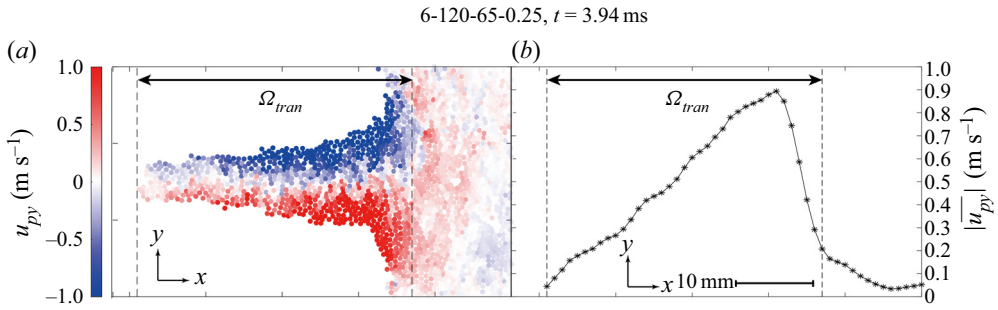 6-120-65-0.25, t = 3.94 ms
(a)
(b)
1.0
0.5
0
–0.5
–1.0
u_py (m s⁻¹)
Ω_tran
y
x
Ω_tran
y
x
10 mm
1.0
0.9
0.8
0.7
0.6
0.5
0.4
0.3
0.2
0.1
0
|u̅_p̅y̅| (m s⁻¹)